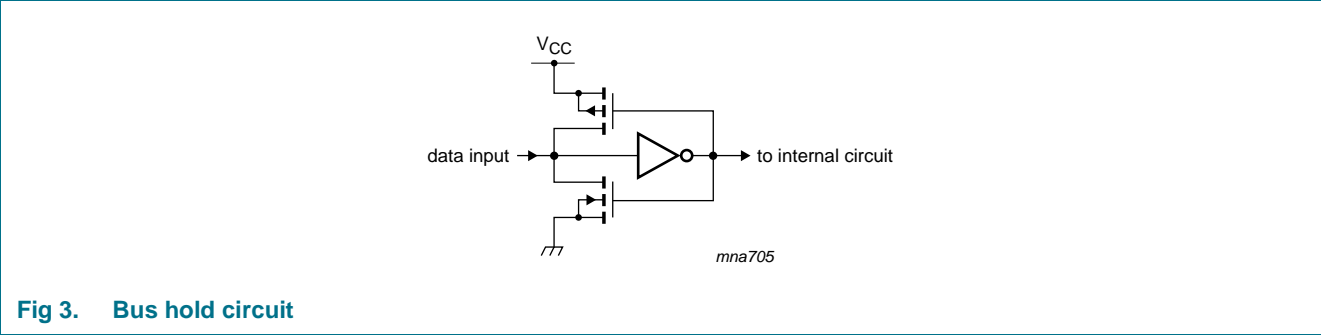 VCC
data input
to internal circuit
mna705
Fig 3. Bus hold circuit